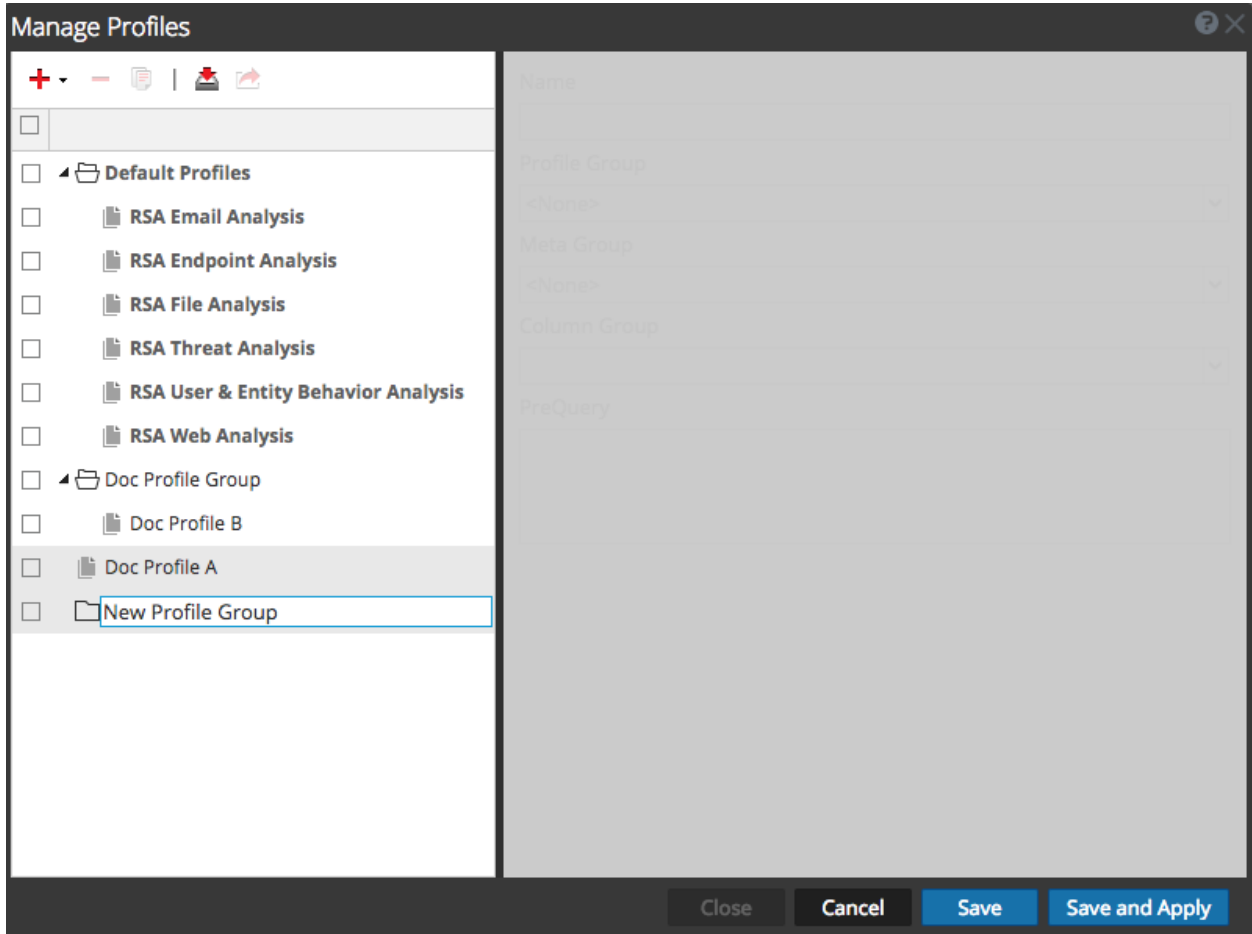 Manage Profiles
Name
Default Profiles
Profile Group
<None>
RSA Email Analysis
Meta Group
RSA Endpoint Analysis
<None>
RSA File Analysis
Column Group
RSA Threat Analysis
RSA User & Entity Behavior Analysis
PreQuery
RSA Web Analysis
Doc Profile Group
Doc Profile B
Doc Profile A
New Profile Group
Close
Cancel
Save
Save and Apply